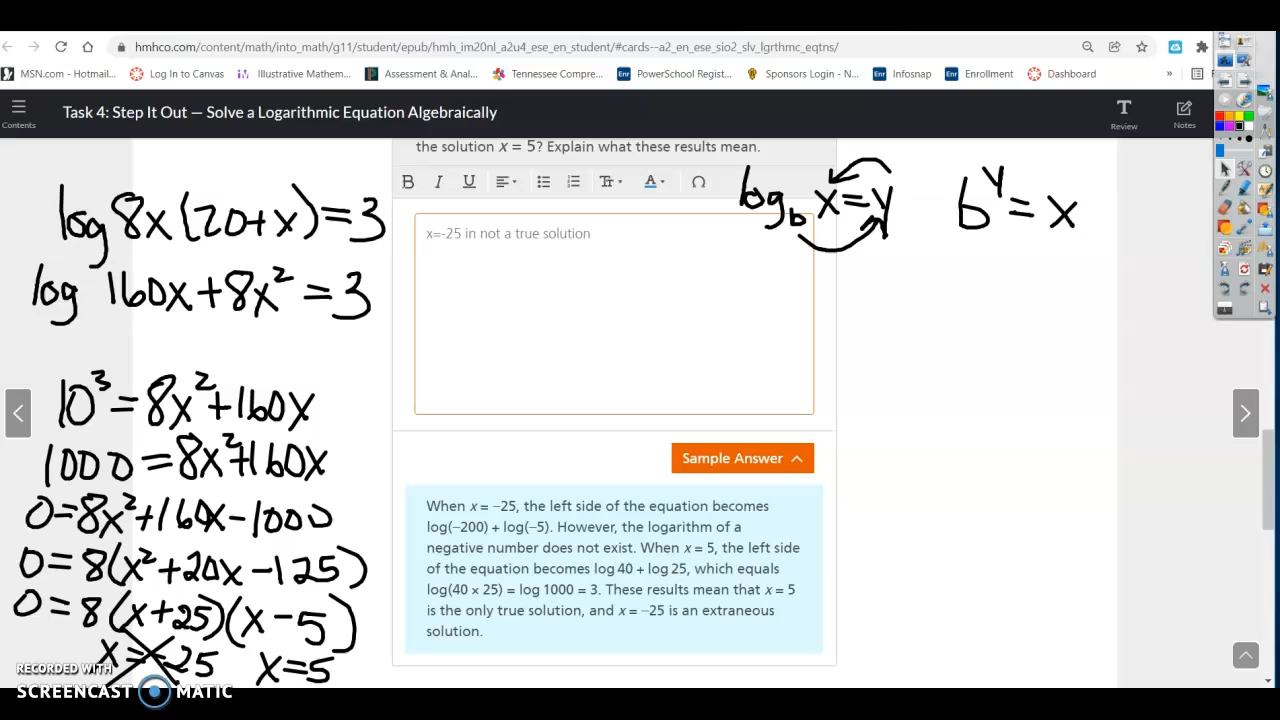 hmhco.com/content/math/into_math/g11/student/epub/hmh_im20nl_a2u4_ese_en_student/#cards--a2_en_ese_sio2_slv_lgrthmc_eqtns/
MSN.com - Hotmail... Log In to Canvas Illustrative Mathem... Assessment & Anal... Tennessee Compre... Enr PowerSchool Regist... Sponsors Login - N... Enr Infosnap Enr Enrollment Dashboard »
Contents Task 4: Step It Out — Solve a Logarithmic Equation Algebraically Review Notes
the solution x = 5? Explain what these results mean.
B I U
log_b x = y b^y = x
log 8x(20+x) = 3
x=-25 in not a true solution
log 160x + 8x² = 3
10³ = 8x² + 160x
1000 = 8x² + 160x
0 = 8x² + 160x - 1000
0 = 8(x² + 20x - 125)
0 = 8(x + 25)(x - 5)
x = -25 x = 5
Sample Answer
When x = −25, the left side of the equation becomes
log(−200) + log(−5). However, the logarithm of a
negative number does not exist. When x = 5, the left side
of the equation becomes log 40 + log 25, which equals
log(40 × 25) = log 1000 = 3. These results mean that x = 5
is the only true solution, and x = −25 is an extraneous
solution.
RECORDED WITH
SCREENCAST MATIC